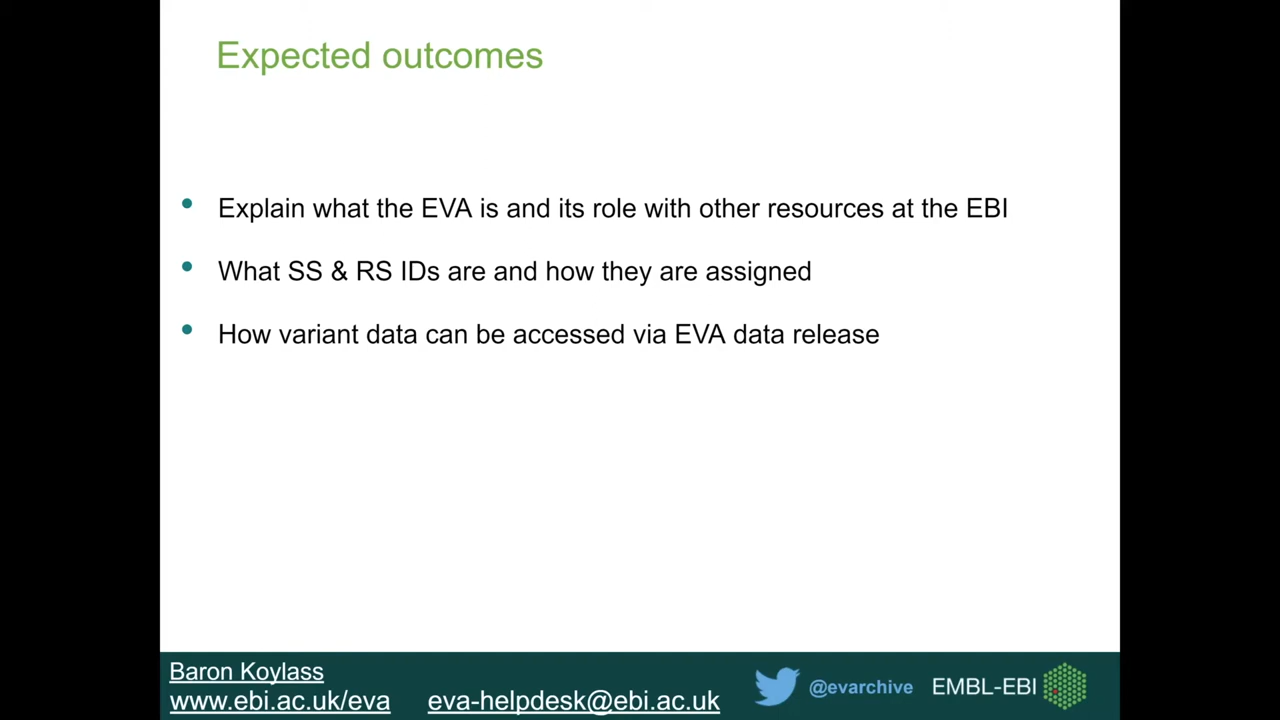 Expected outcomes
• Explain what the EVA is and its role with other resources at the EBI
• What SS & RS IDs are and how they are assigned
• How variant data can be accessed via EVA data release
Baron Koylass
www.ebi.ac.uk/eva eva-helpdesk@ebi.ac.uk
@evarchive EMBL-EBI